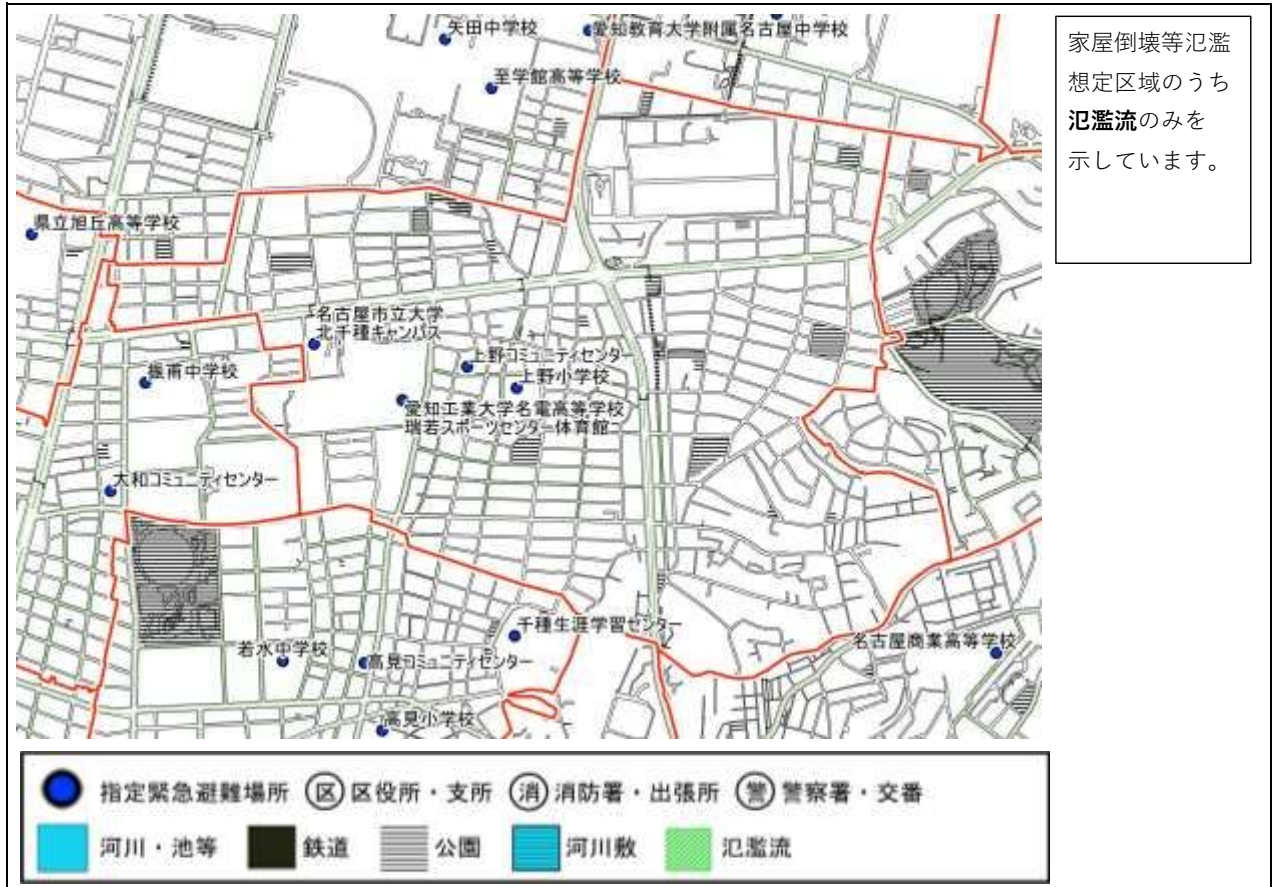 矢田中学校
愛知教育大学附属名古屋中学校
至学館高等学校
県立旭丘高等学校
名古屋市立大学
北千種キャンパス
振甫中学校
上野コミュニティセンター
上野小学校
愛知工業大学名電高等学校
瑞若スポーツセンター体育館
大和コミュニティセンター
千種生涯学習センター
若水中学校
高見コミュニティセンター
名古屋商業高等学校
高見小学校
家屋倒壊等氾濫
想定区域のうち
氾濫流のみを
示しています。
指定緊急避難場所 区 区役所・支所 消 消防署・出張所 警 警察署・交番
河川・池等 鉄道 公園 河川敷 氾濫流